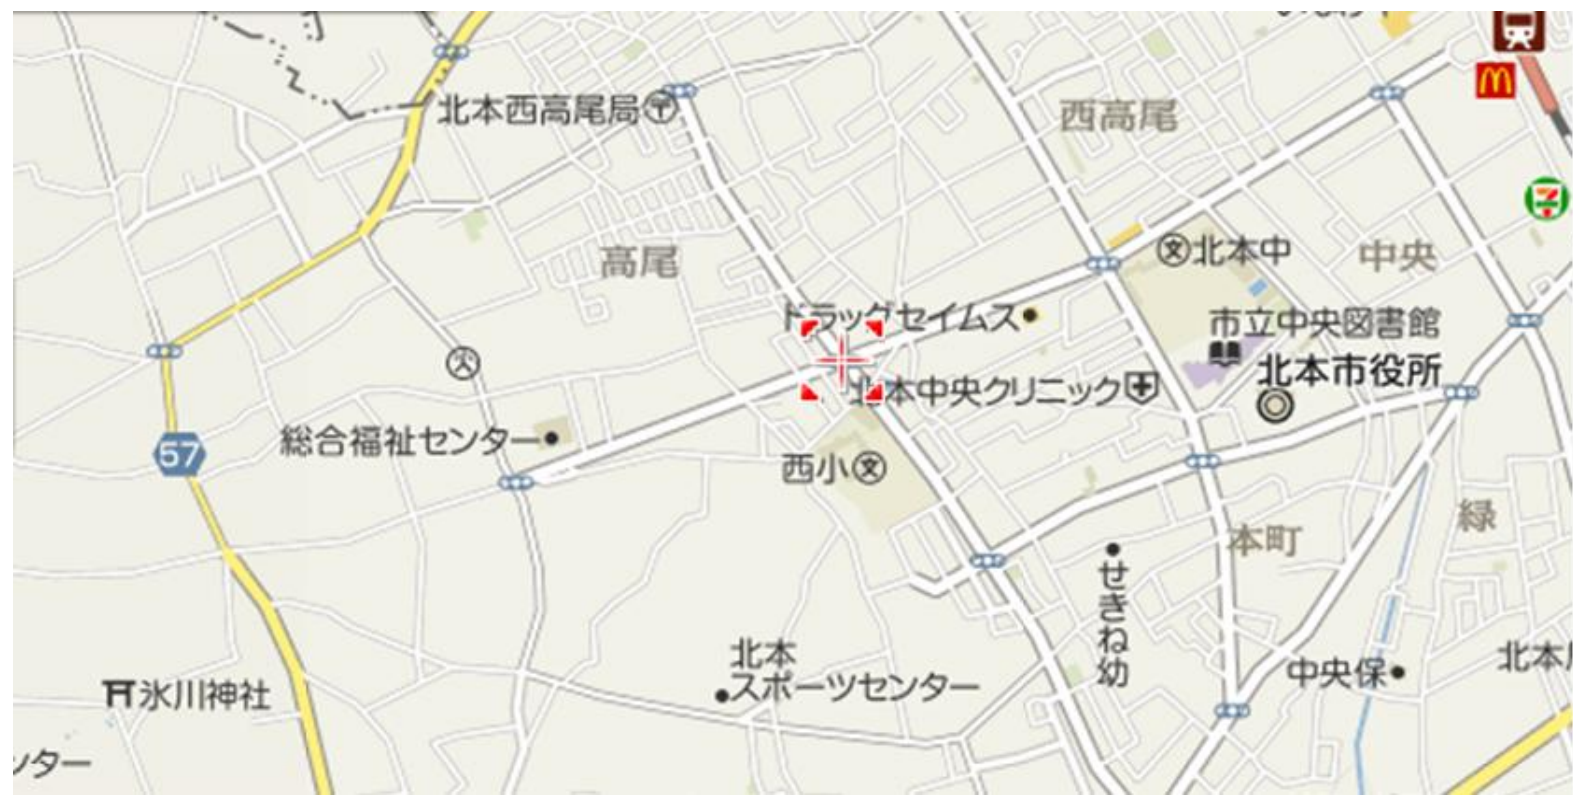 北本西高尾局
西高尾
高尾
北本中
中央
ドラッグセイムス
市立中央図書館
北本市役所
北本中央クリニック
57
総合福祉センター
西小
緑
本町
せきね幼
北本
スポーツセンター
中央保
北本
氷川神社
ンター